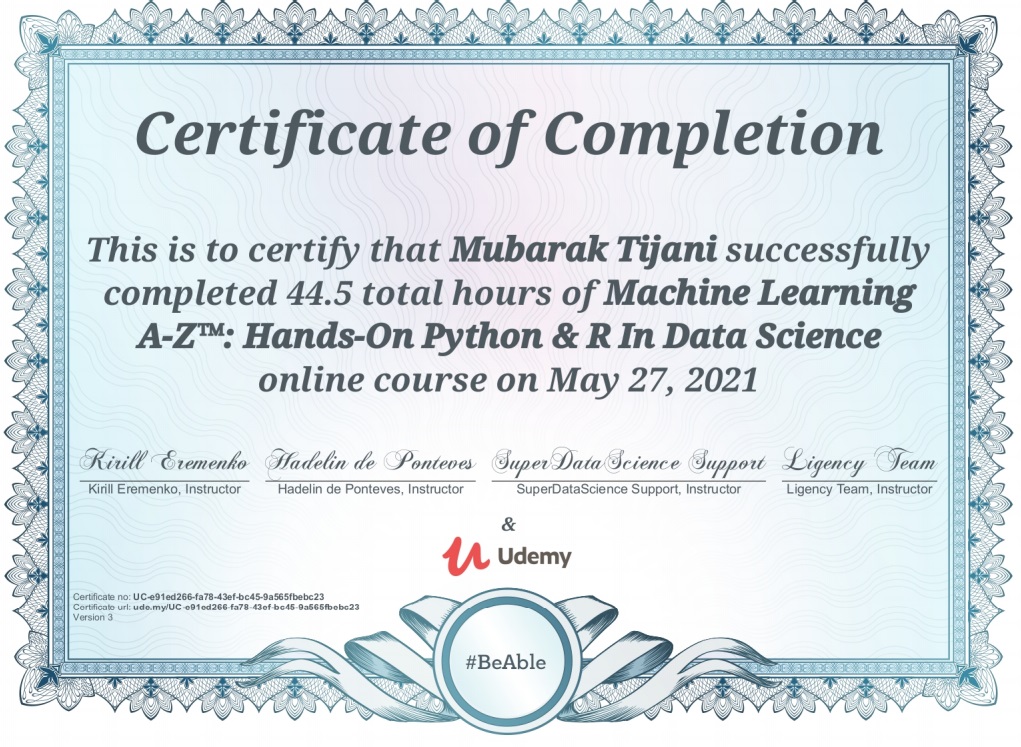 Certificate of Completion
This is to certify that Mubarak Tijani successfully
completed 44.5 total hours of Machine Learning
A-Z™: Hands-On Python & R In Data Science
online course on May 27, 2021
Kirill Eremenko Hadelin de Ponteves SuperDataScience Support Ligency Team
Kirill Eremenko, Instructor Hadelin de Ponteves, Instructor SuperDataScience Support, Instructor Ligency Team, Instructor
&
Udemy
Certificate no: UC-e91ed266-fa78-43ef-bc45-9a565fbebc23
Certificate url: ude.my/UC-e91ed266-fa78-43ef-bc45-9a565fbebc23
Version 3
#BeAble